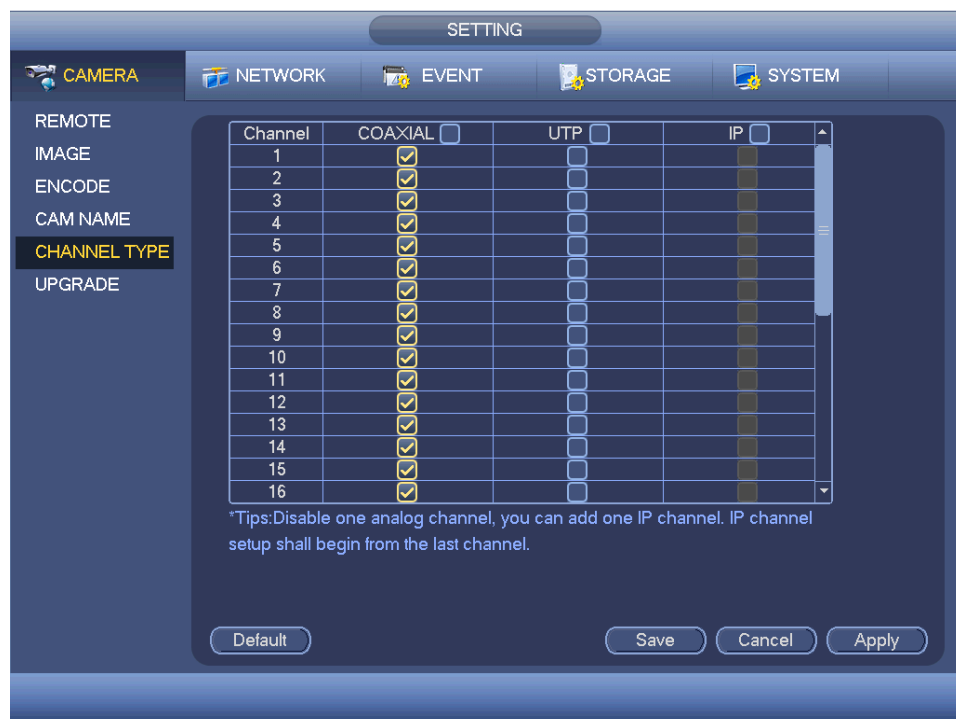 SETTING
CAMERA NETWORK EVENT STORAGE SYSTEM
REMOTE
IMAGE
ENCODE
CAM NAME
CHANNEL TYPE
UPGRADE
Channel COAXIAL UTP IP
1
2
3
4
5
6
7
8
9
10
11
12
13
14
15
16
*Tips:Disable one analog channel, you can add one IP channel. IP channel
setup shall begin from the last channel.
Default Save Cancel Apply